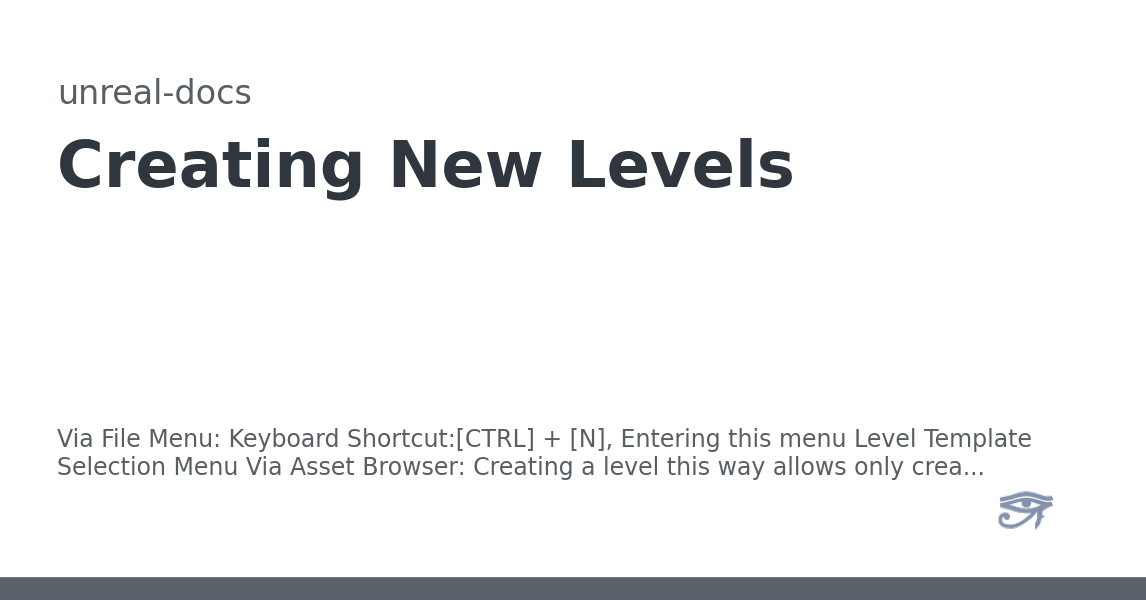 unreal-docs
Creating New Levels
Via File Menu: Keyboard Shortcut:[CTRL] + [N], Entering this menu Level Template
Selection Menu Via Asset Browser: Creating a level this way allows only crea...